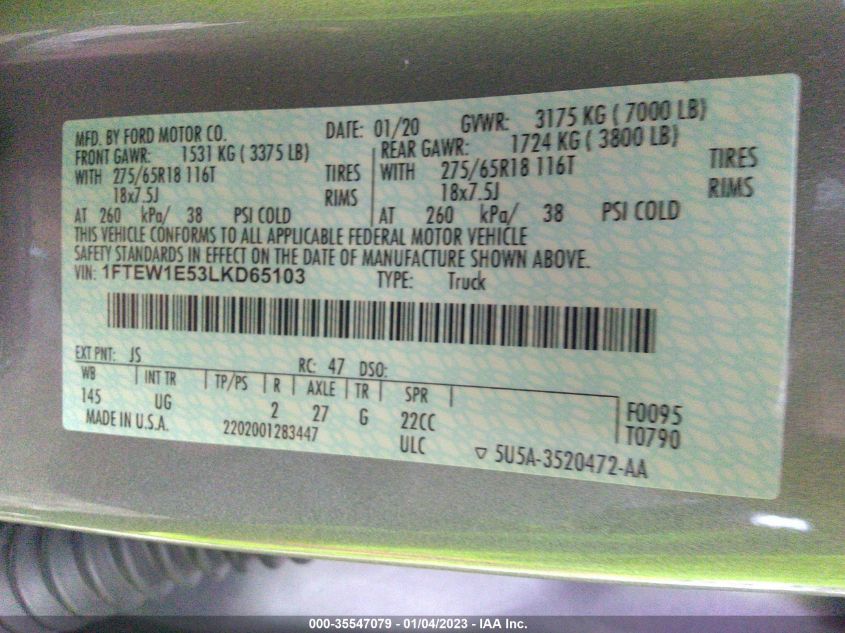 MFD. BY FORD MOTOR CO. DATE: 01/20 GVWR: 3175 KG ( 7000 LB)
FRONT GAWR: 1531 KG ( 3375 LB) REAR GAWR: 1724 KG ( 3800 LB)
WITH 275/65R18 116T TIRES WITH 275/65R18 116T TIRES
18x7.5J RIMS 18x7.5J RIMS
AT 260 kPa/ 38 PSI COLD AT 260 kPa/ 38 PSI COLD
THIS VEHICLE CONFORMS TO ALL APPLICABLE FEDERAL MOTOR VEHICLE
SAFETY STANDARDS IN EFFECT ON THE DATE OF MANUFACTURE SHOWN ABOVE.
VIN: 1FTEW1E53LKD65103 TYPE: Truck
EXT PNT: JS RC: 47 DSO:
WB INT TR TP/PS R AXLE TR SPR
145 UG 2 27 G 22CC F0095
MADE IN U.S.A. 2202001283447 ULC T0790
5U5A-3520472-AA
000-35547079 - 01/04/2023 - IAA Inc.